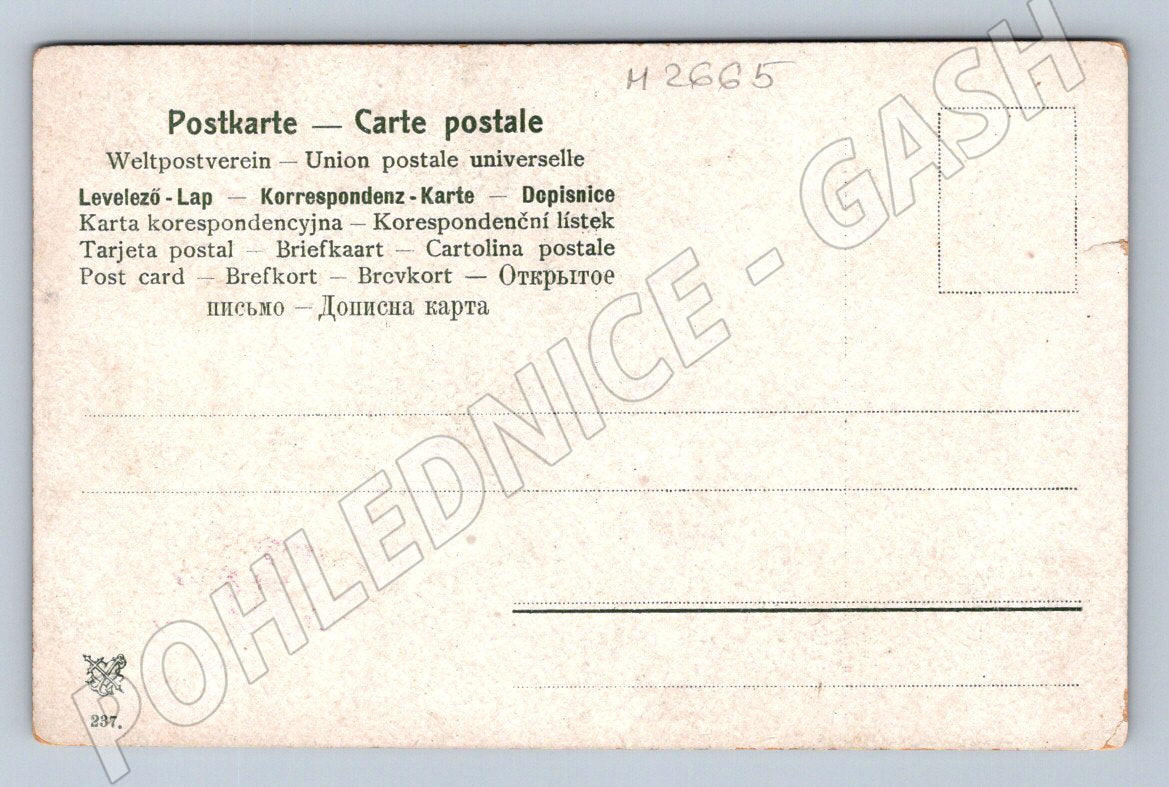 M 2665
Postkarte — Carte postale
Weltpostverein — Union postale universelle
Levelező - Lap — Korrespondenz - Karte — Dopisnice
Karta korespondencyjna — Korespondenční lístek
Tarjeta postal — Briefkaart — Cartolina postale
Post card — Brefkort — Brevkort — Открытое
письмо — Дописна карта
POHLEDNICE - GASH
237.